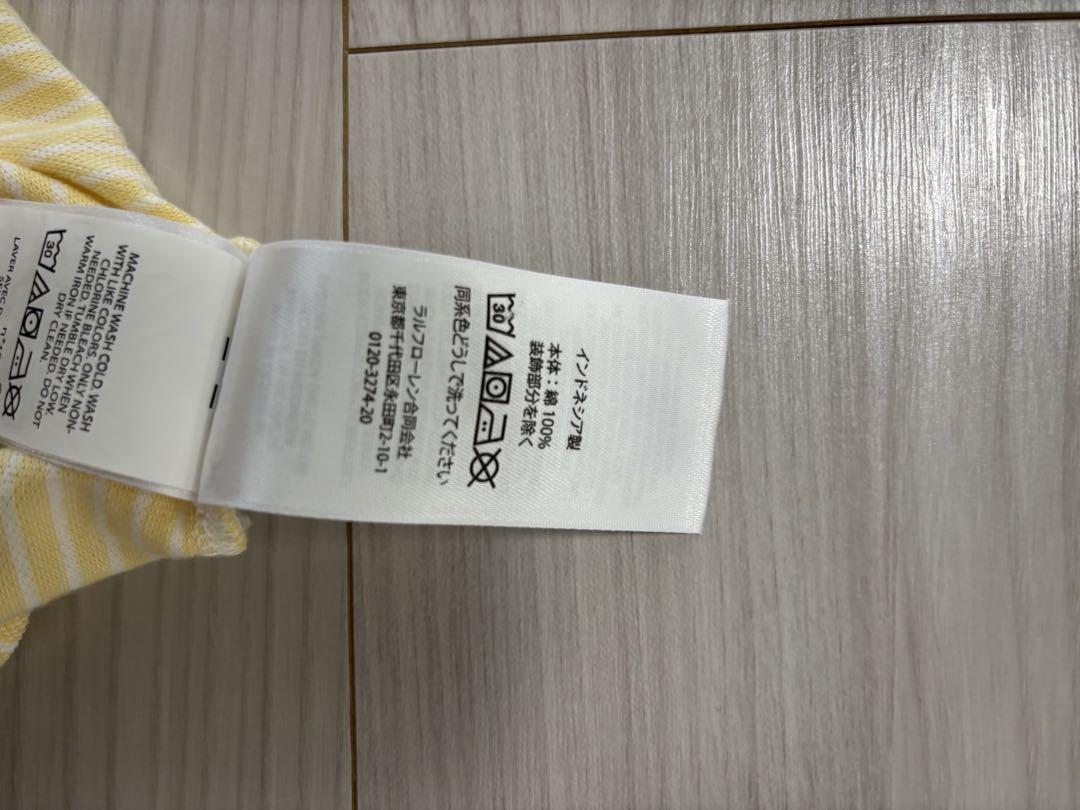 インドネシア製
本体：綿 100%
装飾部分を除く
30
同系色どうしで洗ってください
ラルフローレン合同会社
東京都千代田区永田町2-10-1
0120-3274-20
MACHINE WASH COLD. WASH
WITH LIKE COLORS. ONLY NON-
CHLORINE BLEACH WHEN
NEEDED. TUMBLE DRY LOW.
WARM IRON IF NEEDED. DO NOT
DRY CLEAN.
30
LAVER AVEC